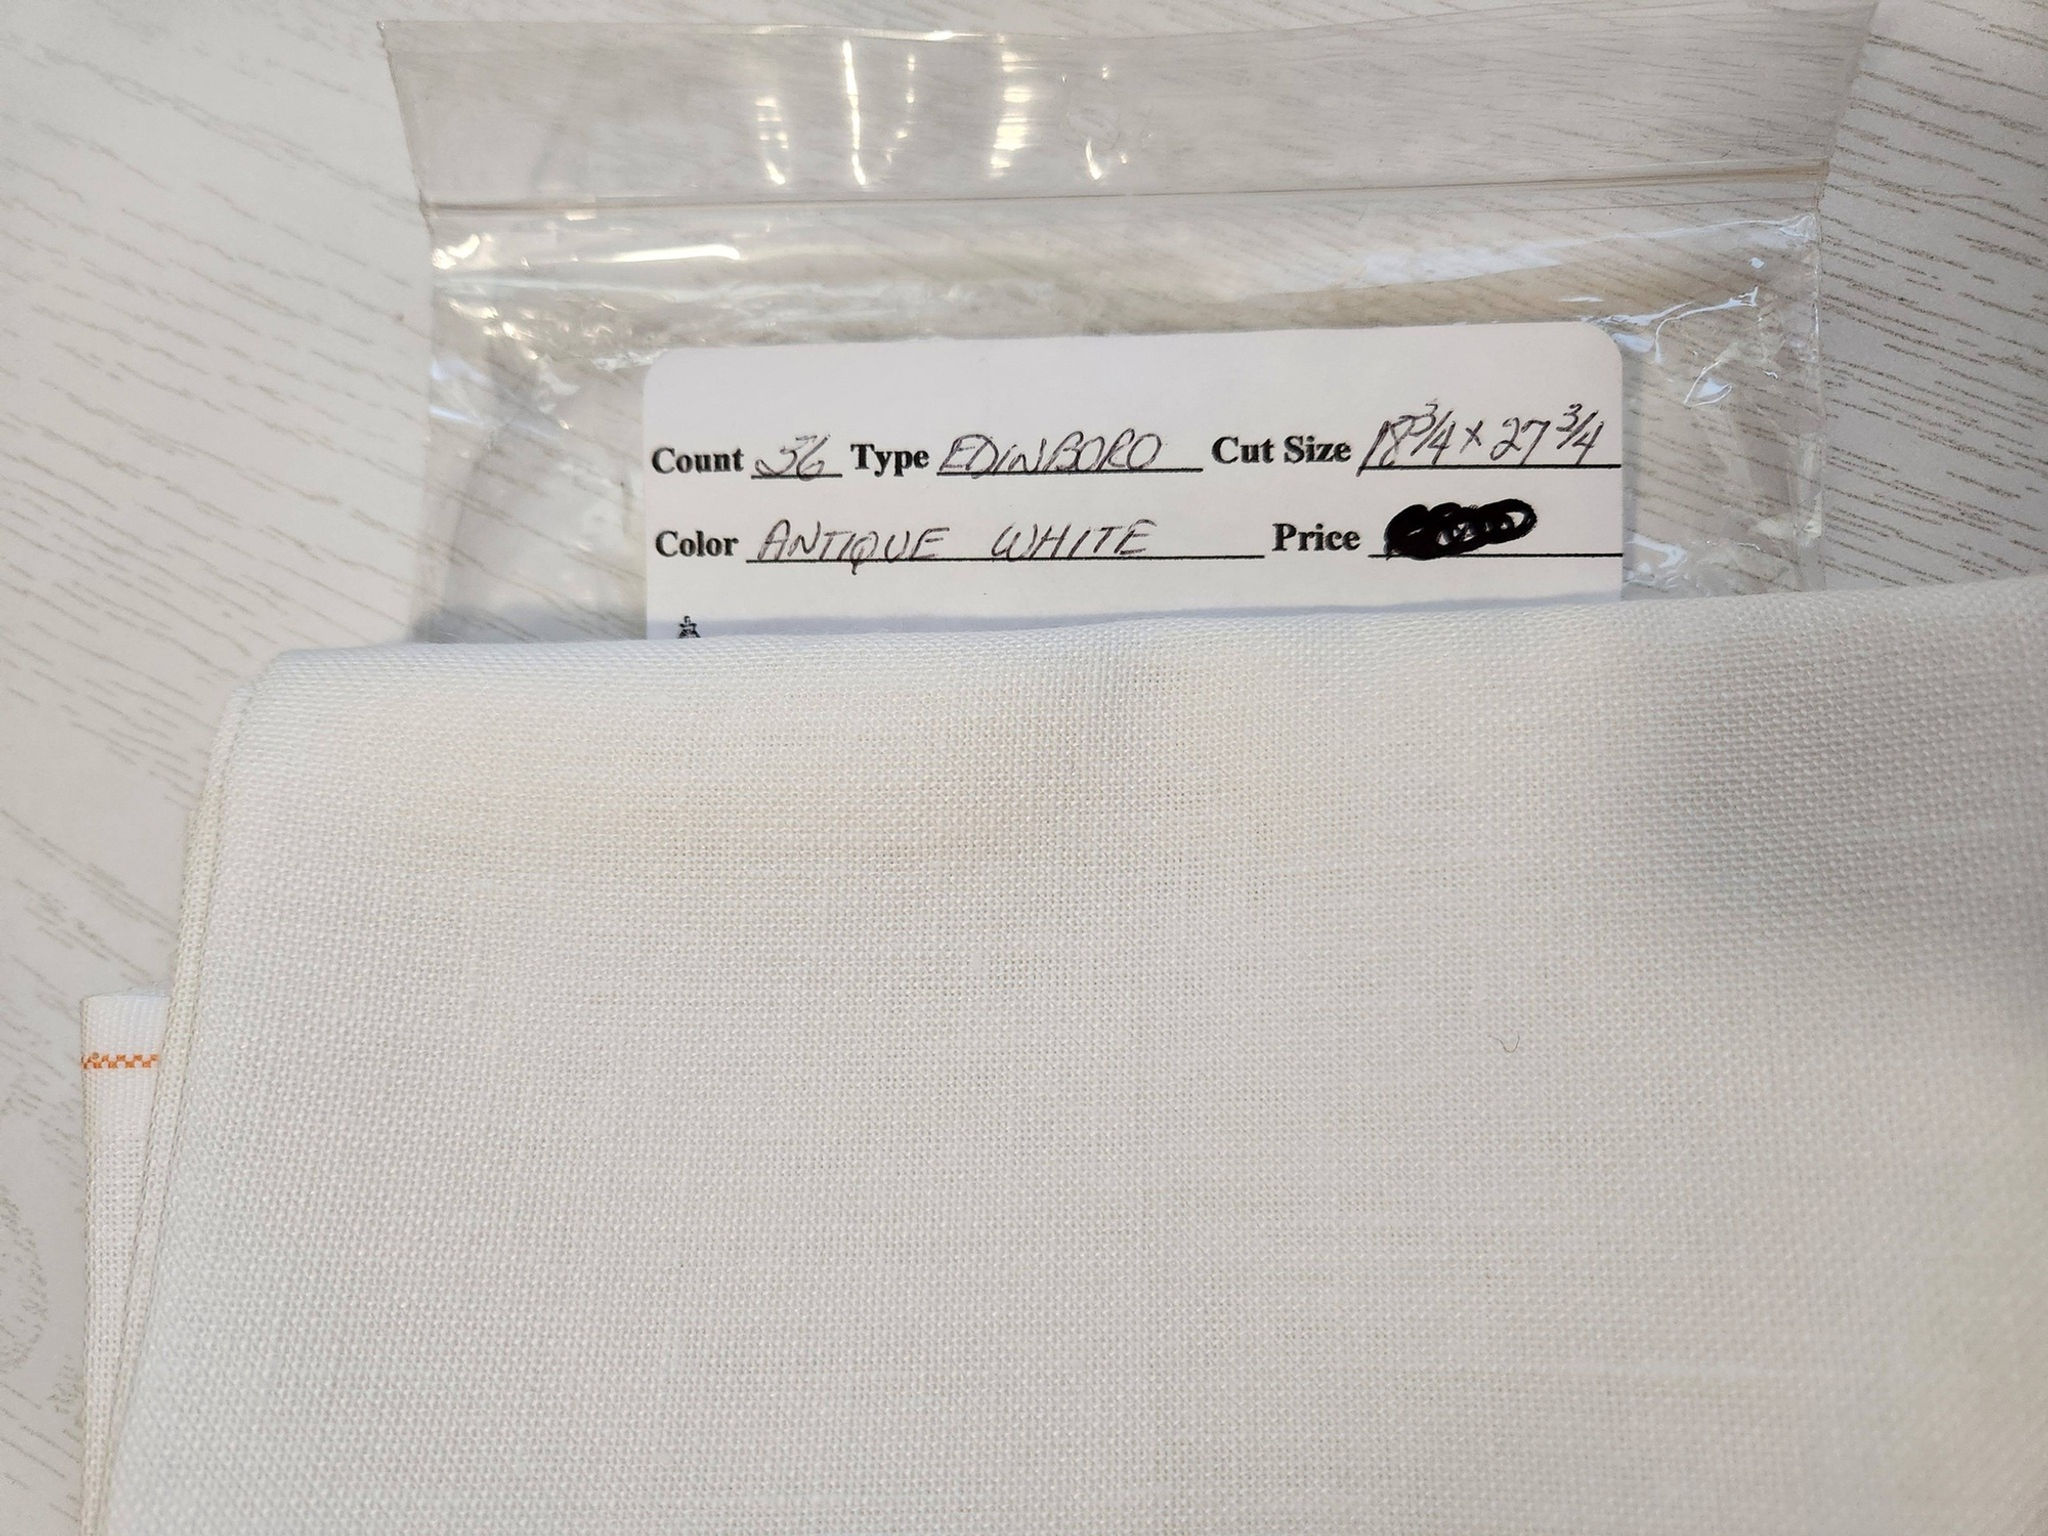 Count 36 Type EDINBORO Cut Size 18 3/4 x 27 3/4
Color ANTIQUE WHITE Price